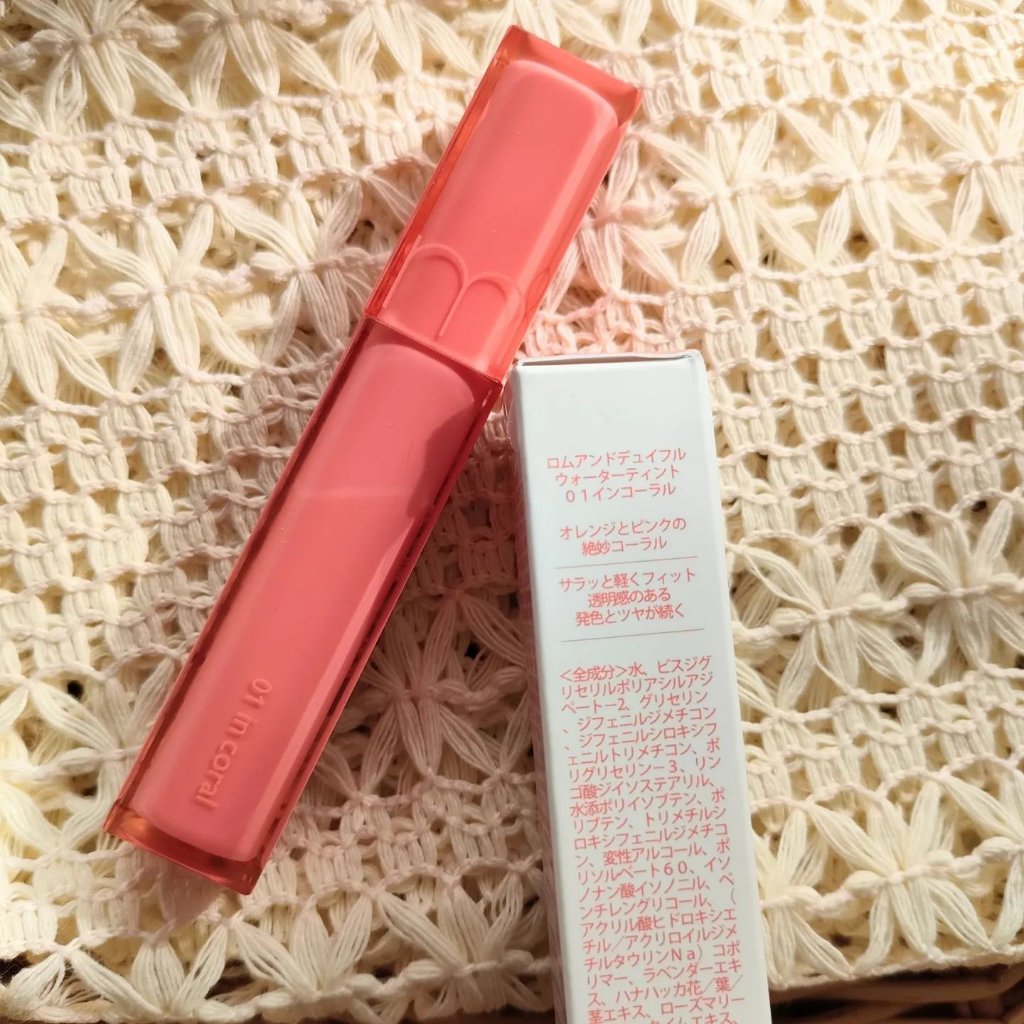 01 in coral
ロムアンドデュイフル
ウォーターティント
01インコーラル
オレンジとピンクの
絶妙コーラル
サラッと軽くフィット
透明感のある
発色とツヤが続く
<全成分>水、ビスジグ
リセリルポリアシルアジ
ペートー2、グリセリン
、ジフェニルジメチコン
、ジフェニルシロキシフ
ェニルトリメチコン、ポ
リグリセリンー3、リン
ゴ酸ジイソステアリル、
水添ポリイソブテン、ポ
リブテン、トリメチルシ
ロキシフェニルジメチコ
ン、変性アルコール、ポ
リソルベート60、イソ
ノナン酸イソノニル、ペ
ンチレングリコール、（
アクリル酸ヒドロキシエ
チル／アクリロイルジメ
チルタウリンNa）コポ
リマー、ラベンダーエキ
ス、ハナハッカ花／葉／
茎エキス、ローズマリー
タイムエキス、